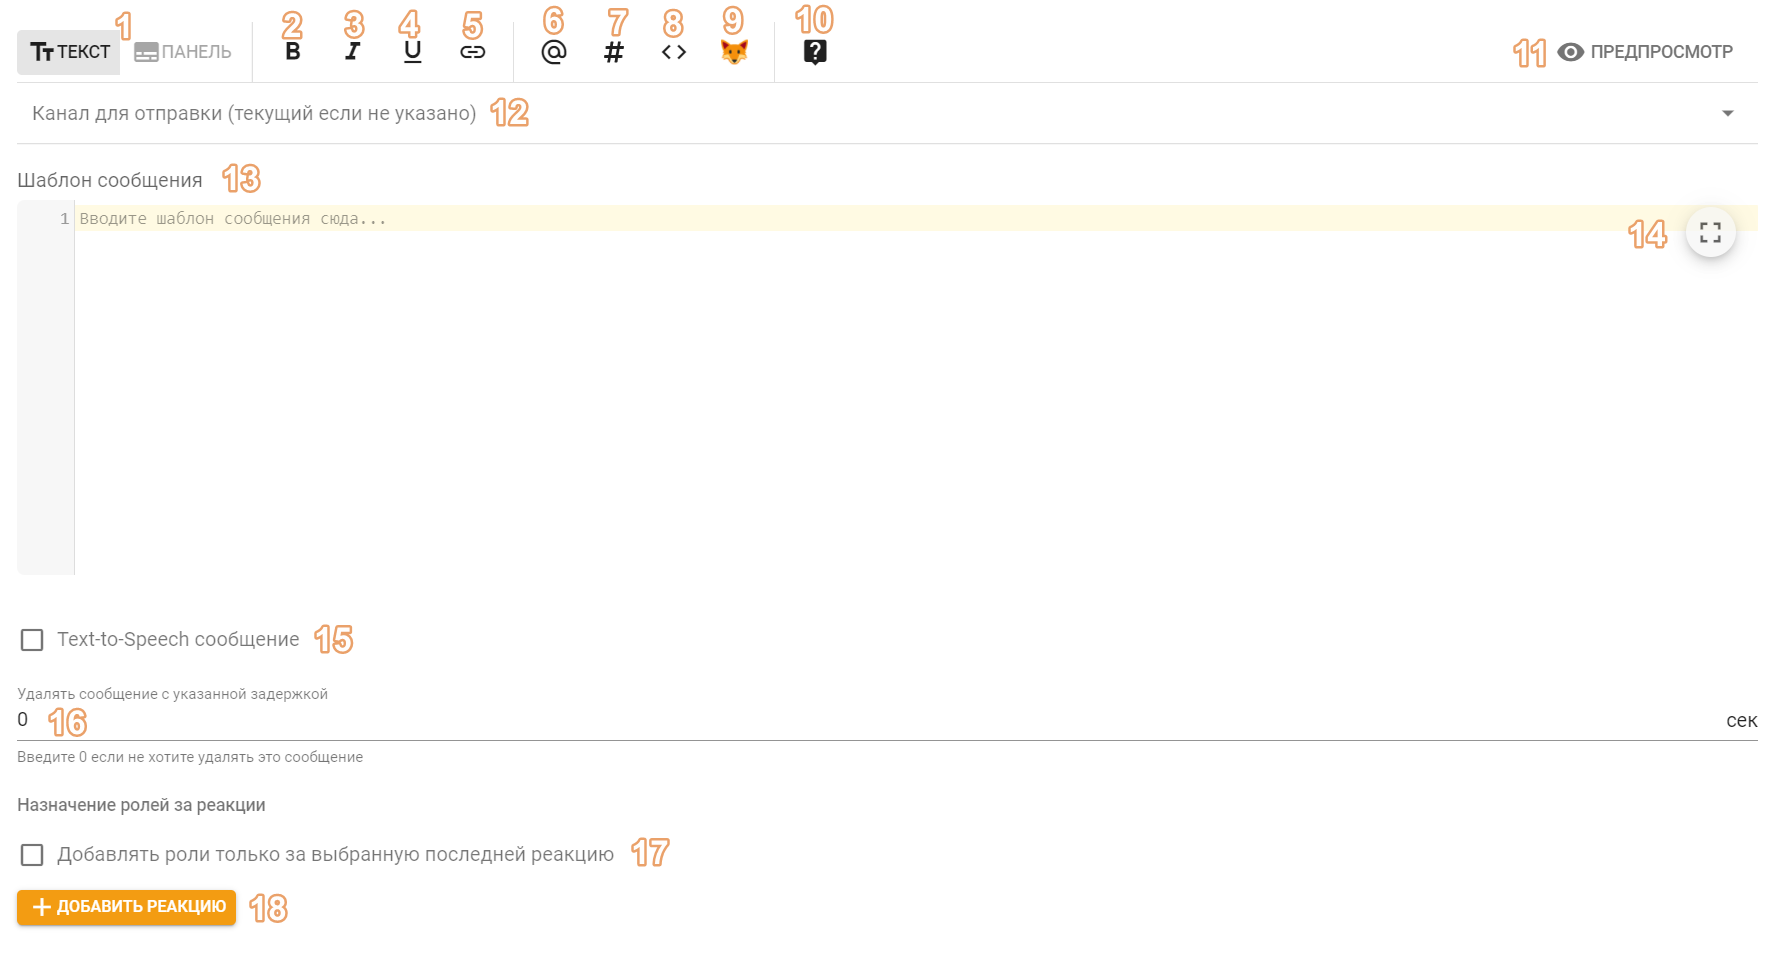 1 2 3 4 5 6 7 8 9 10
ТЕКСТ ПАНЕЛЬ B I U @ # <> ? 11 ПРЕДПРОСМОТР
Канал для отправки (текущий если не указано) 12
Шаблон сообщения 13
1 Вводите шаблон сообщения сюда...
14
Text-to-Speech сообщение 15
Удалять сообщение с указанной задержкой
0 16 сек
Введите 0 если не хотите удалять это сообщение
Назначение ролей за реакции
Добавлять роли только за выбранную последней реакцию 17
+ ДОБАВИТЬ РЕАКЦИЮ 18